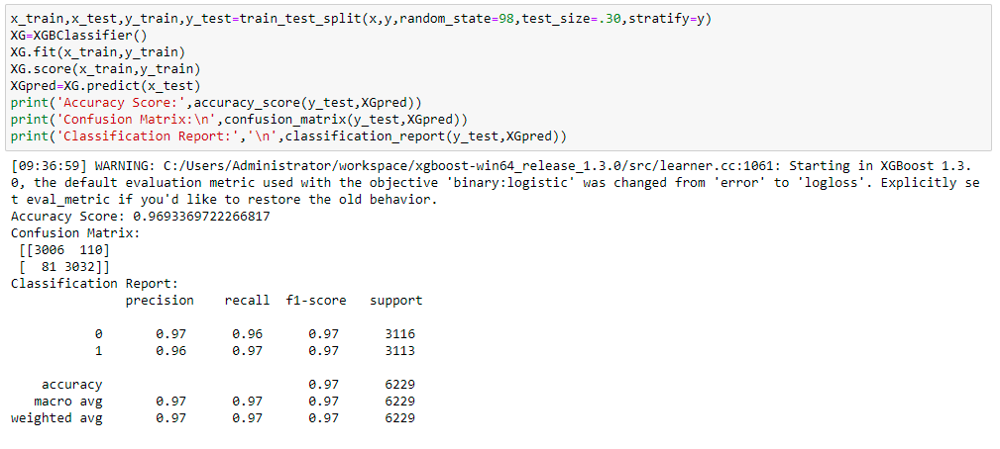 x_train,x_test,y_train,y_test=train_test_split(x,y,random_state=98,test_size=.30,stratify=y)
XG=XGBClassifier()
XG.fit(x_train,y_train)
XG.score(x_train,y_train)
XGpred=XG.predict(x_test)
print('Accuracy Score:',accuracy_score(y_test,XGpred))
print('Confusion Matrix:\n',confusion_matrix(y_test,XGpred))
print('Classification Report:','\n',classification_report(y_test,XGpred))
[09:36:59] WARNING: C:/Users/Administrator/workspace/xgboost-win64_release_1.3.0/src/learner.cc:1061: Starting in XGBoost 1.3.
0, the default evaluation metric used with the objective 'binary:logistic' was changed from 'error' to 'logloss'. Explicitly se
t eval_metric if you'd like to restore the old behavior.
Accuracy Score: 0.9693369722266817
Confusion Matrix:
 [[3006  110]
 [  81 3032]]
Classification Report:
               precision    recall  f1-score   support

           0       0.97      0.96      0.97      3116
           1       0.96      0.97      0.97      3113

    accuracy                           0.97      6229
   macro avg       0.97      0.97      0.97      6229
weighted avg       0.97      0.97      0.97      6229